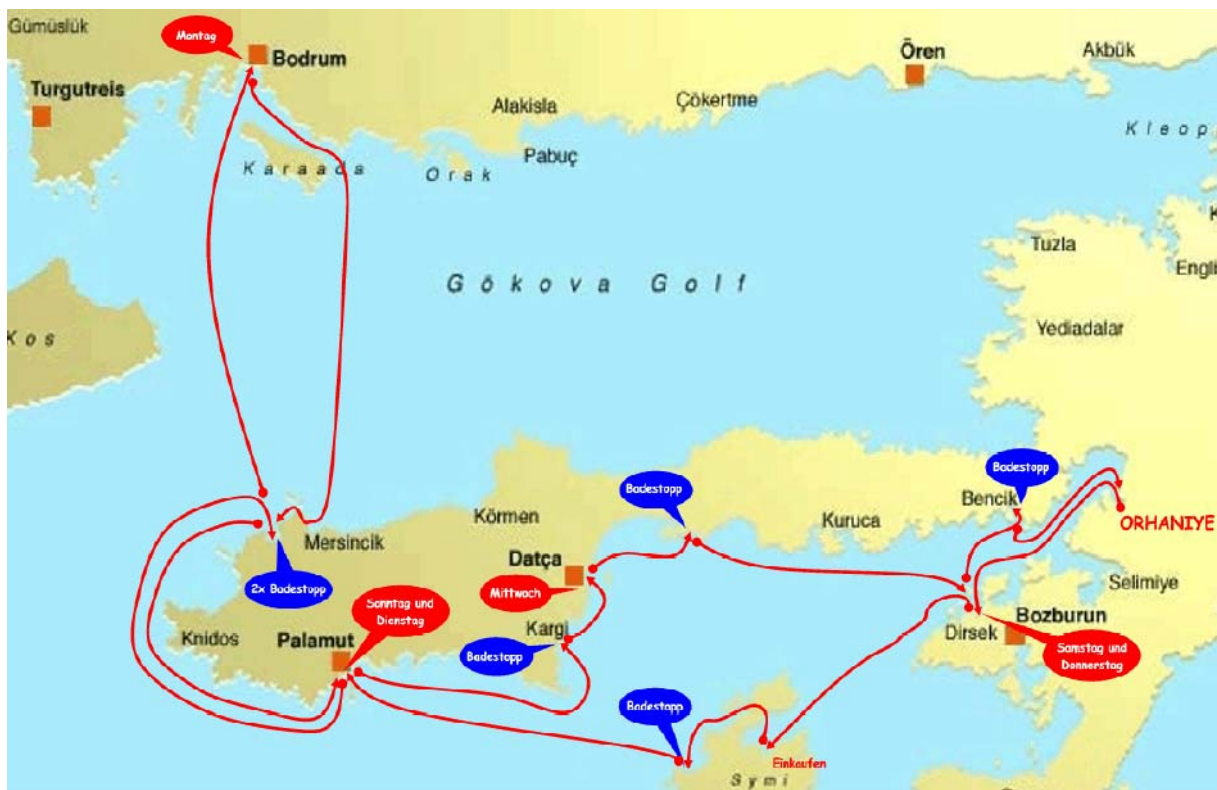 Gümüslük
Montag
Bodrum
Ören
Akbük
Turgutreis
Alakisla
Çökertme
Pabuç
Kleop
Karaada
Orak
Tuzla
Engli
Gökova Golf
Kos
Yediadalar
Badestopp
Badestopp
Bencik
Körmen
Kuruca
ORHANIYE
Mersincik
Datça
2x Badestopp
Mittwoch
Selimiye
Sonntag und
Dienstag
Knidos
Palamut
Kargi
Dirsek
Bozburun
Badestopp
Samstag und
Donnerstag
Badestopp
Einkaufen
Symi